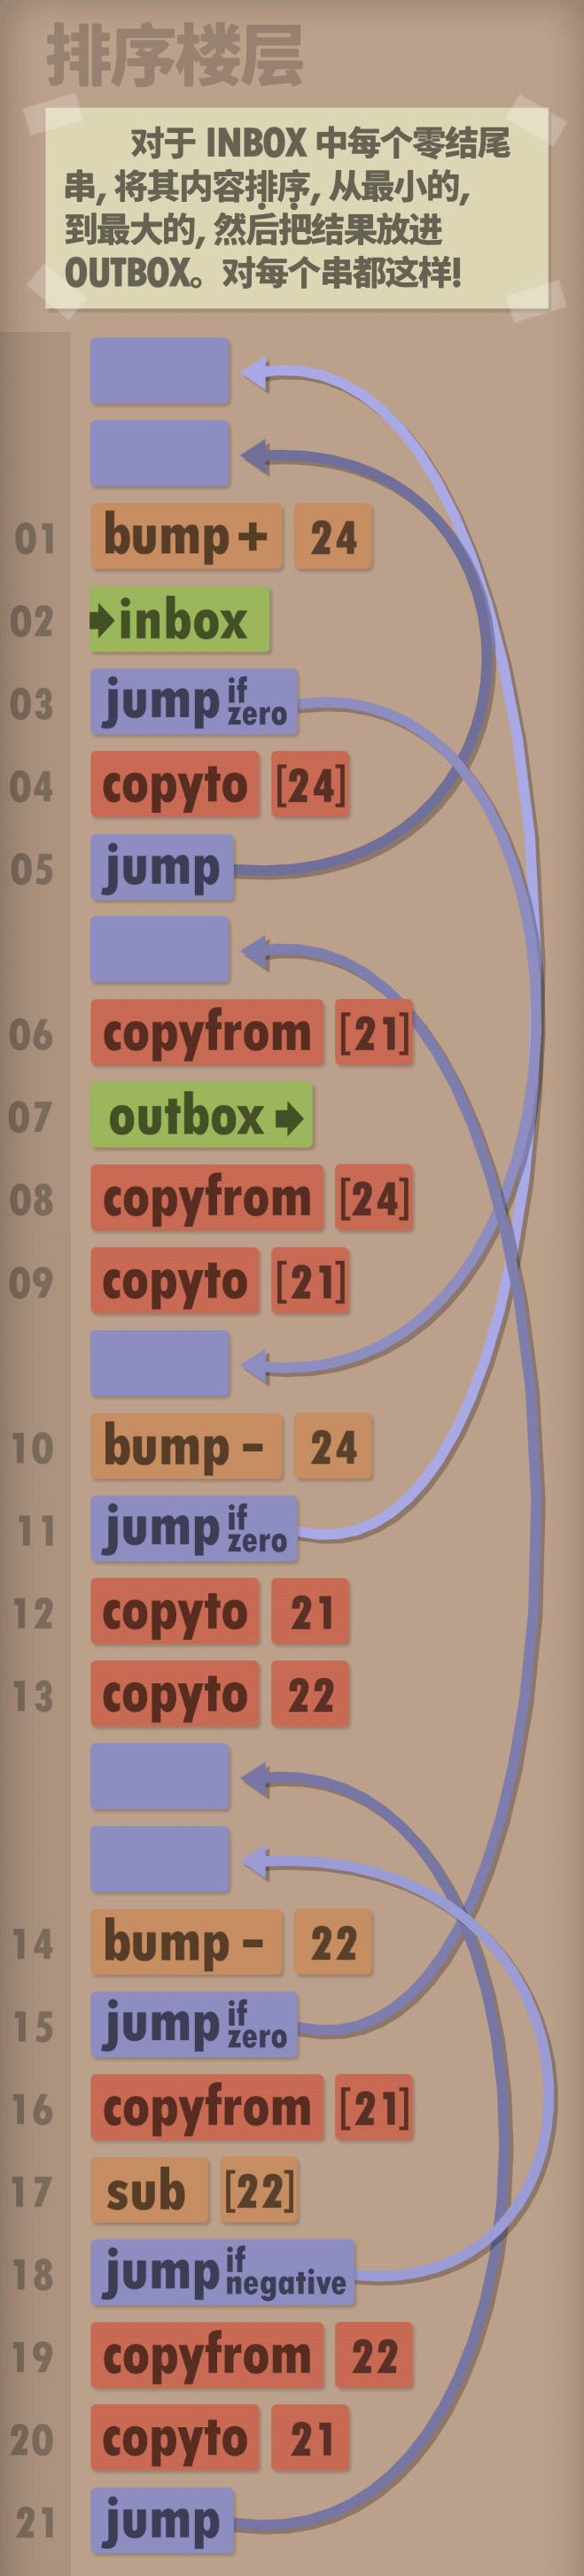 排序楼层
对于 INBOX 中每个零结尾
串, 将其内容排序, 从最小的,
到最大的, 然后把结果放进
OUTBOX。对每个串都这样!
01 bump + 24
02 inbox
03 jump if zero
04 copyto [24]
05 jump
06 copyfrom [21]
07 outbox
08 copyfrom [24]
09 copyto [21]
10 bump - 24
11 jump if zero
12 copyto 21
13 copyto 22
14 bump - 22
15 jump if zero
16 copyfrom [21]
17 sub [22]
18 jump if negative
19 copyfrom 22
20 copyto 21
21 jump